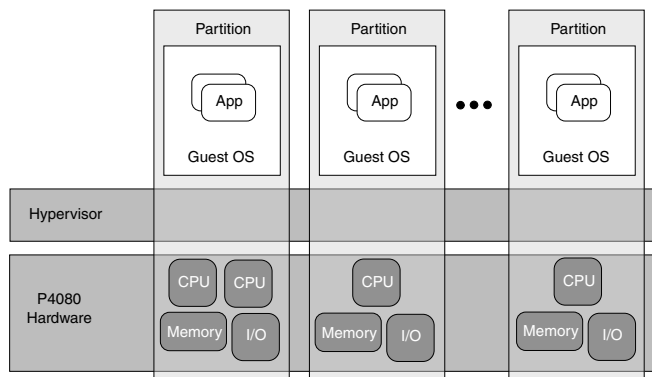 Partition
Partition
Partition
App
App
App
Guest OS
Guest OS
Guest OS
Hypervisor
P4080
Hardware
CPU
CPU
Memory
I/O
CPU
Memory
I/O
CPU
Memory
I/O